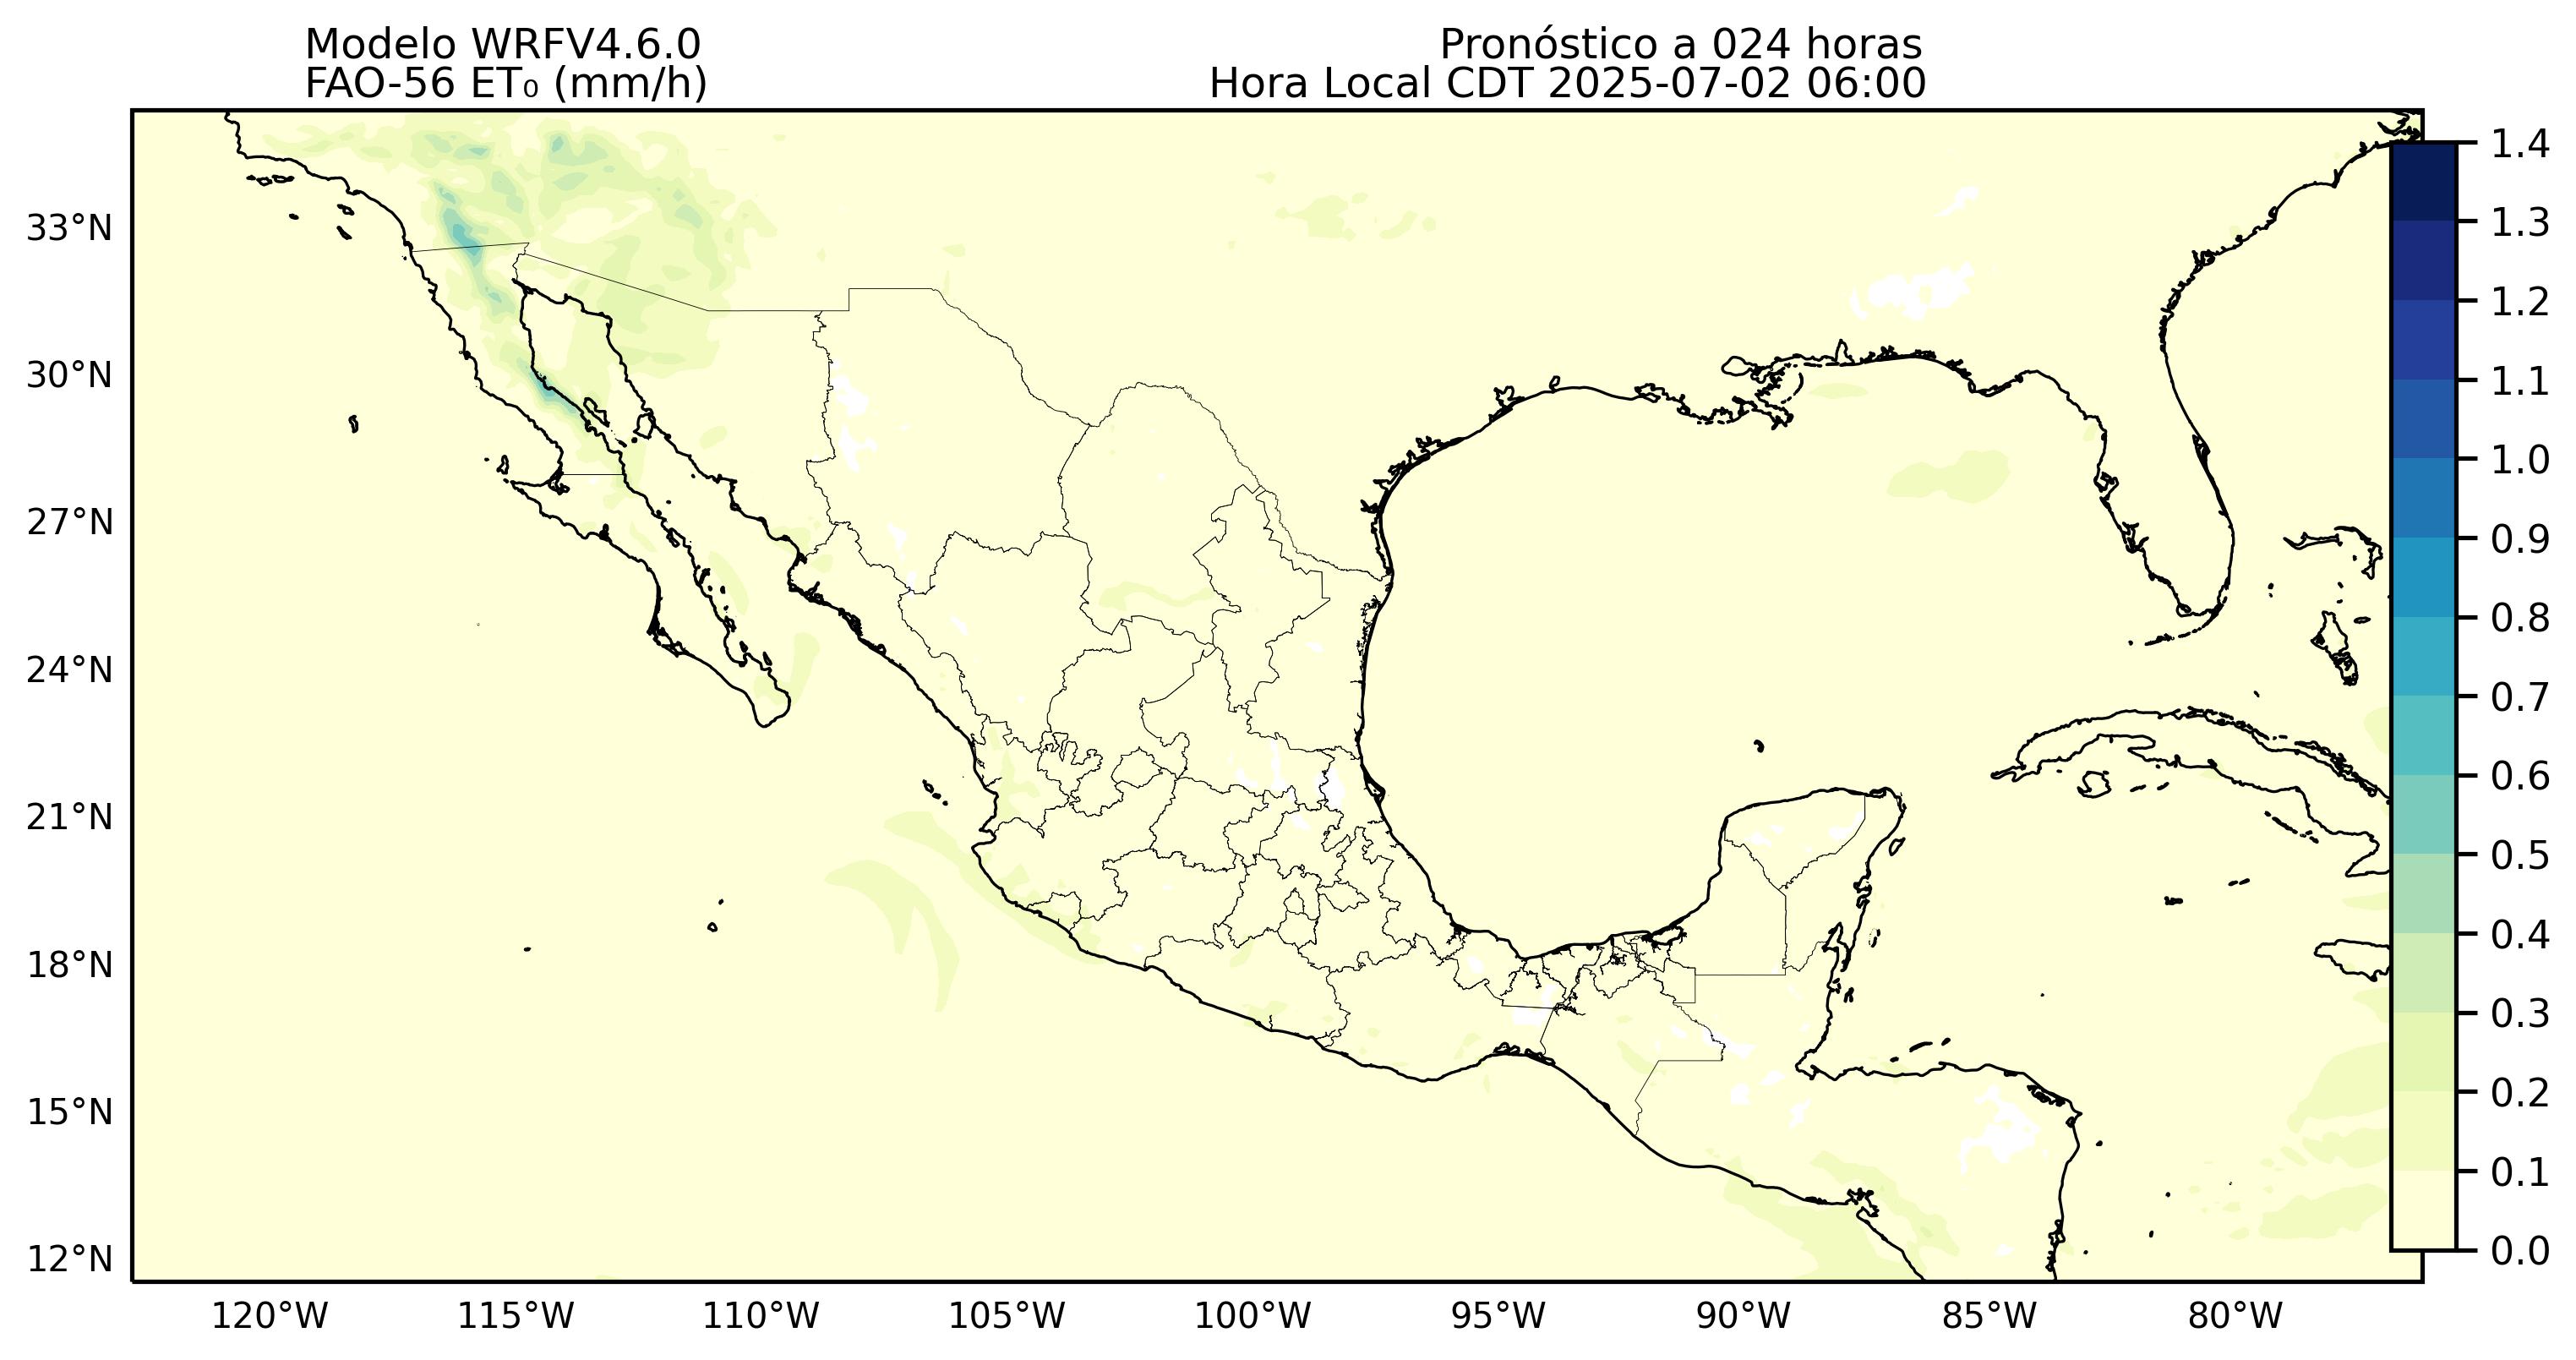 Modelo WRFV4.6.0
FAO-56 ET₀ (mm/h)
Pronóstico a 024 horas
Hora Local CDT 2025-07-02 06:00
33°N
30°N
27°N
24°N
21°N
18°N
15°N
12°N
120°W
115°W
110°W
105°W
100°W
95°W
90°W
85°W
80°W
1.4
1.3
1.2
1.1
1.0
0.9
0.8
0.7
0.6
0.5
0.4
0.3
0.2
0.1
0.0